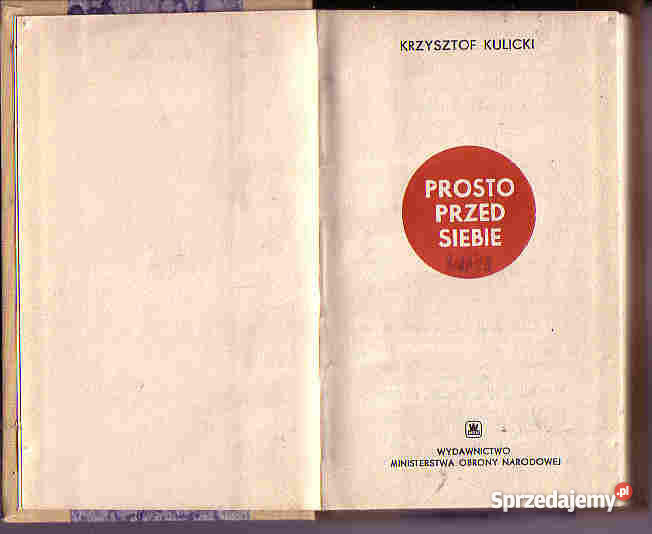 KRZYSZTOF KULICKI
PROSTO
PRZED
SIEBIE
WYDAWNICTWO
MINISTERSTWA OBRONY NARODOWEJ
Sprzedajemy.pl